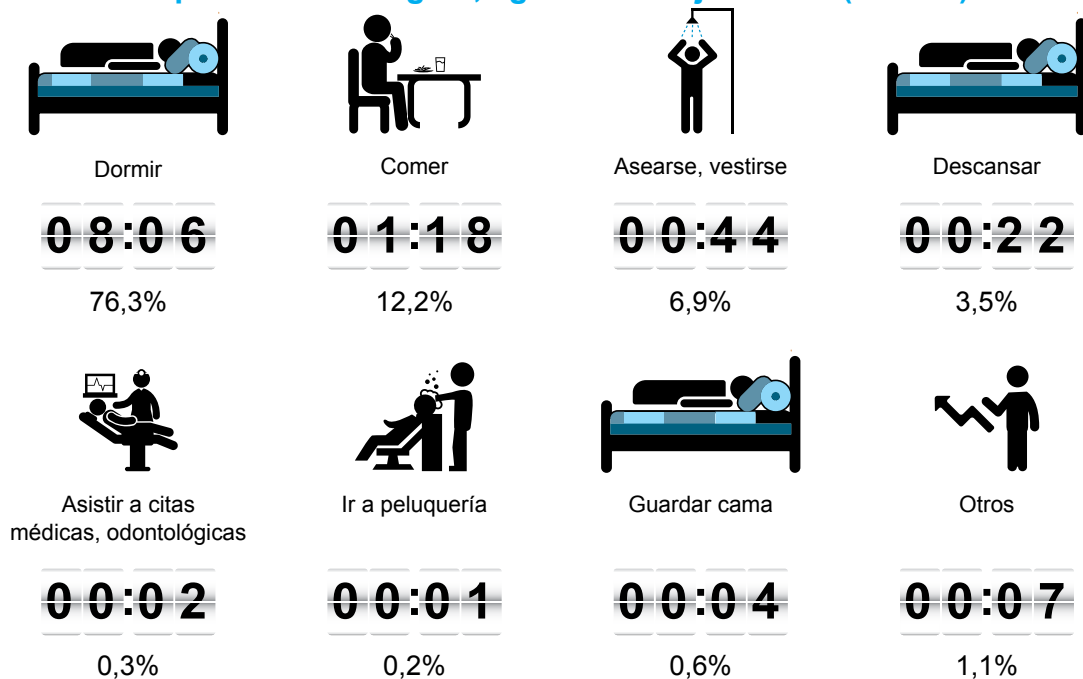 Dormir
Comer
Asearse, vestirse
Descansar
08:06
01:18
00:44
00:22
76,3%
12,2%
6,9%
3,5%
Asistir a citas
médicas, odontológicas
Ir a peluquería
Guardar cama
Otros
00:02
00:01
00:04
00:07
0,3%
0,2%
0,6%
1,1%